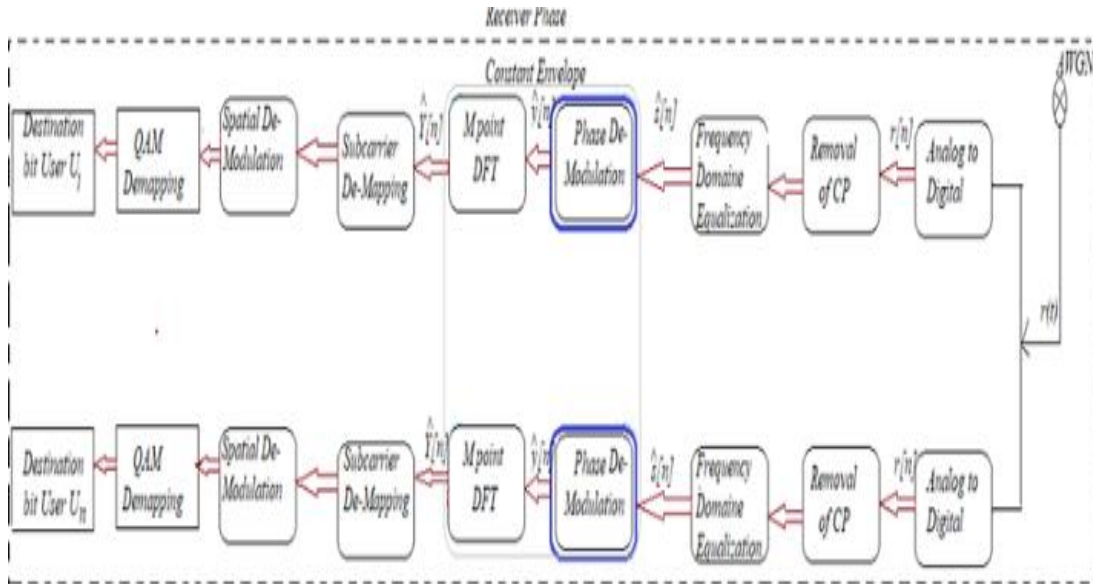 Receiver Phase
AWGN
Constant Envelope
Destination
bit User U_i
QAM
Demapping
Spatial De-
Modulation
Subcarrier
De-Mapping
Ŷ[n]
M point
DFT
v̂[n]
Phase De-
Modulation
ẑ[n]
Frequency
Domaine
Equalization
Removal
of CP
r[n]
Analog to
Digital
r(t)
Destination
bit User U_n
QAM
Demapping
Spatial De-
Modulation
Subcarrier
De-Mapping
Ŷ[n]
M point
DFT
v̂[n]
Phase De-
Modulation
ẑ[n]
Frequency
Domaine
Equalization
Removal
of CP
r[n]
Analog to
Digital